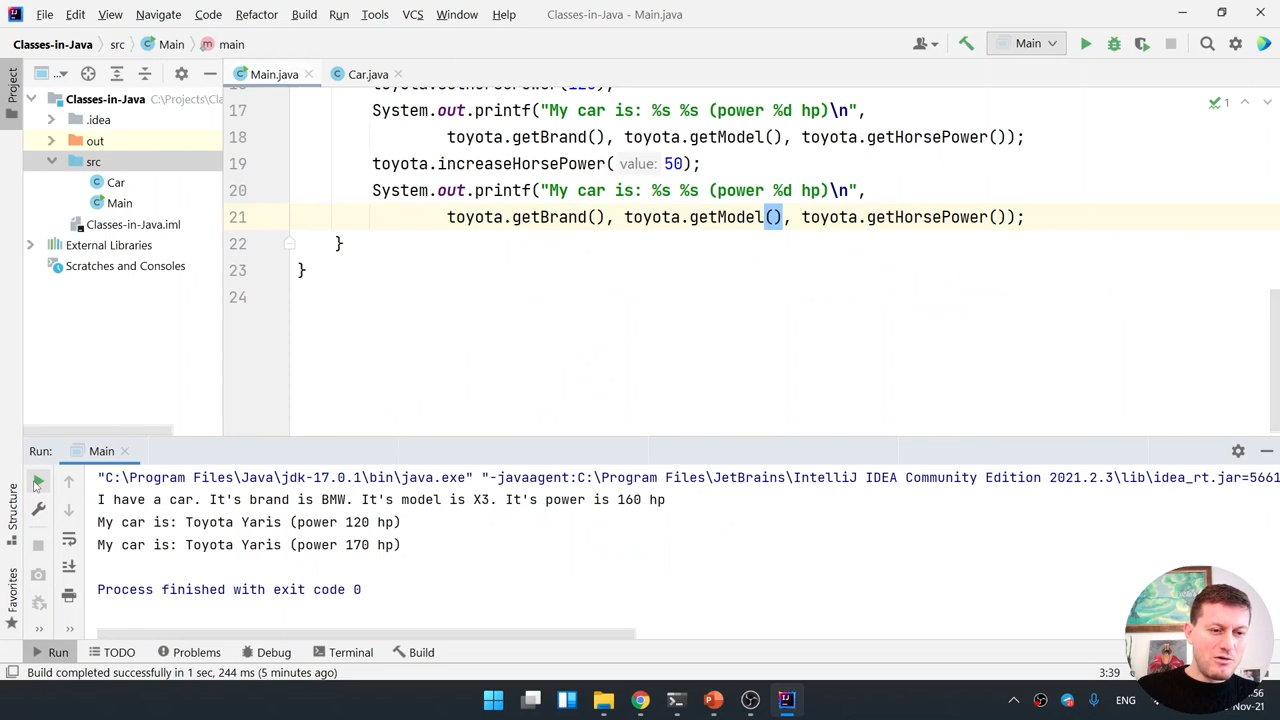 File Edit View Navigate Code Refactor Build Run Tools VCS Window Help Classes-in-Java - Main.java
Classes-in-Java src Main main Main
Project
Main.java Car.java
Classes-in-Java C:\Projects\Cla
.idea
out
src
Car
Main
Classes-in-Java.iml
External Libraries
Scratches and Consoles
1
17 System.out.printf("My car is: %s %s (power %d hp)\n",
18 toyota.getBrand(), toyota.getModel(), toyota.getHorsePower());
19 toyota.increaseHorsePower( value: 50);
20 System.out.printf("My car is: %s %s (power %d hp)\n",
21 toyota.getBrand(), toyota.getModel(), toyota.getHorsePower());
22 }
23 }
24
Run: Main
"C:\Program Files\Java\jdk-17.0.1\bin\java.exe" "-javaagent:C:\Program Files\JetBrains\IntelliJ IDEA Community Edition 2021.2.3\lib\idea_rt.jar=5661
I have a car. It's brand is BMW. It's model is X3. It's power is 160 hp
My car is: Toyota Yaris (power 120 hp)
My car is: Toyota Yaris (power 170 hp)
Process finished with exit code 0
Structure
Favorites
Run TODO Problems Debug Terminal Build
Build completed successfully in 1 sec, 244 ms (5 minutes ago) 3:39
ENG